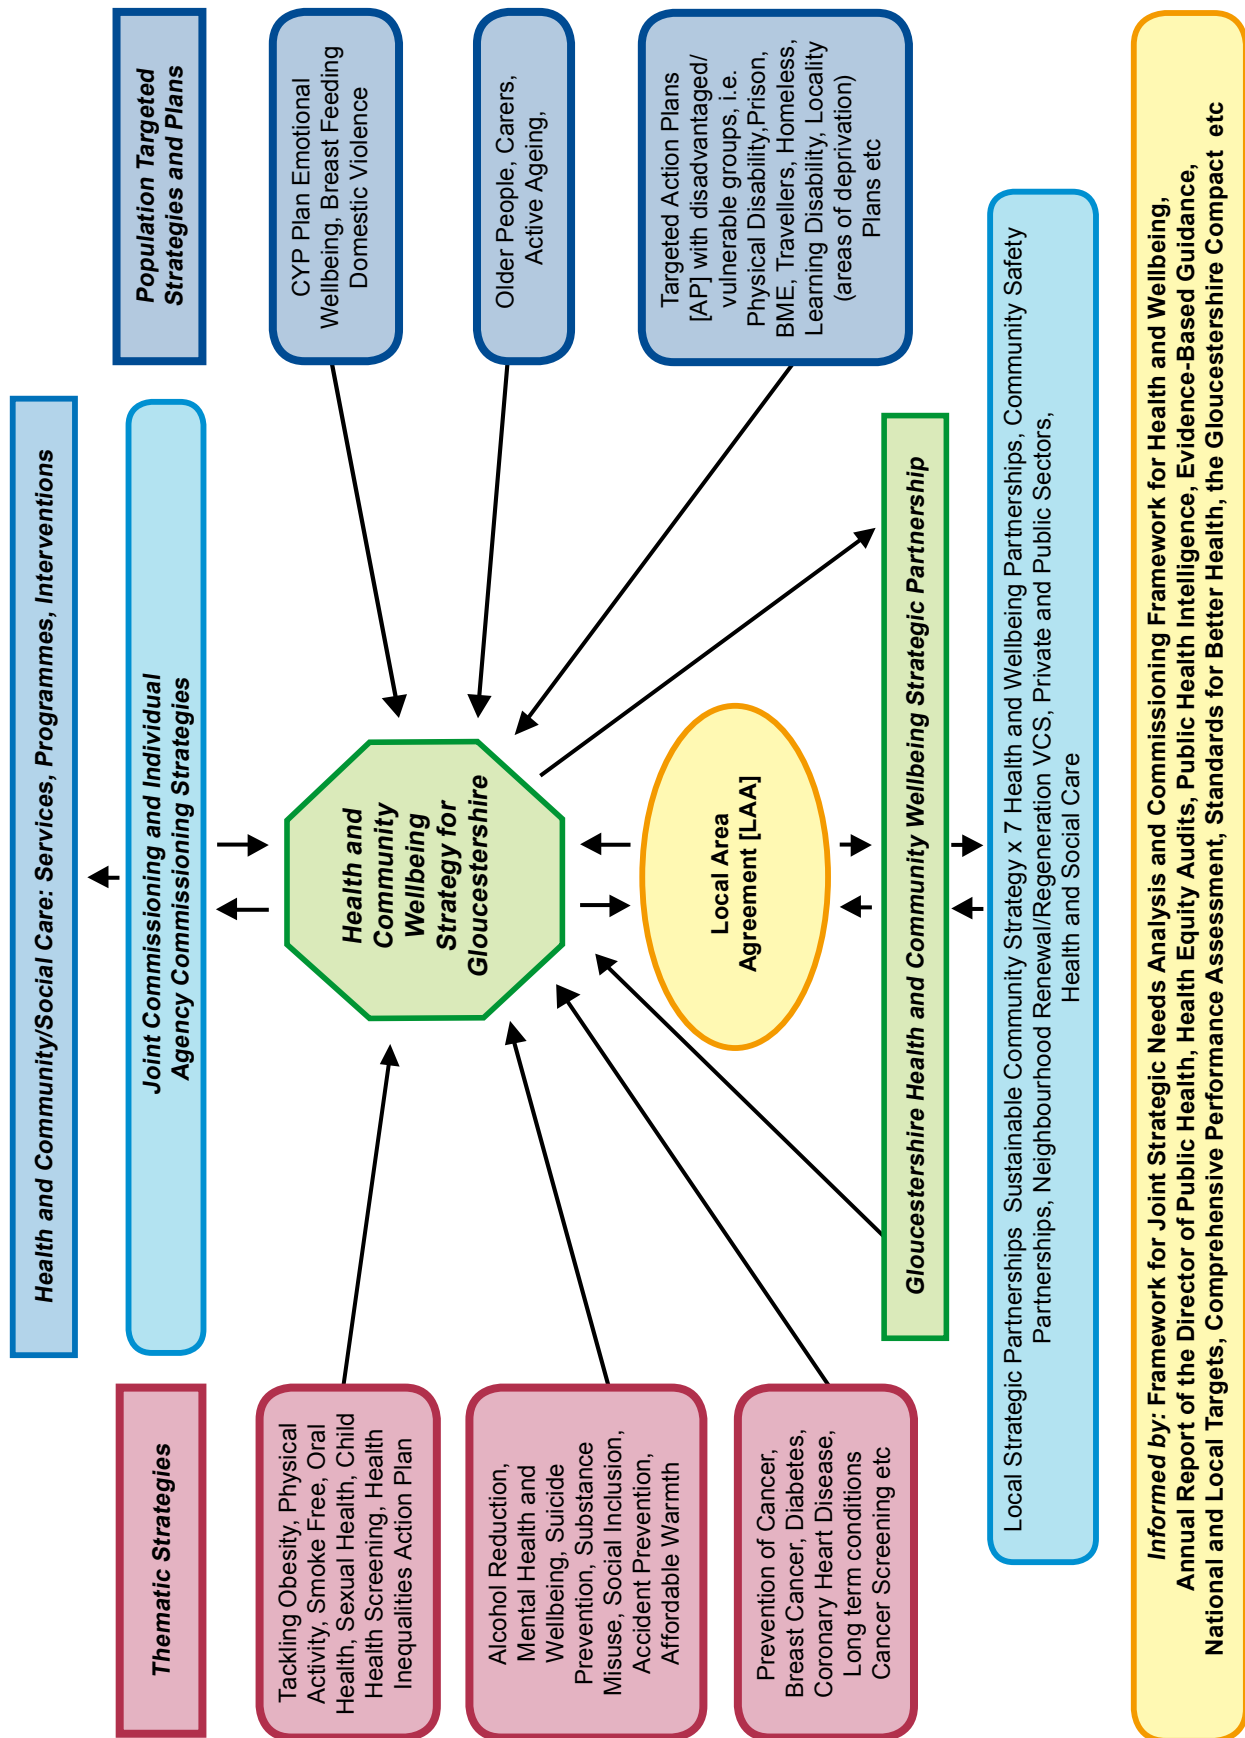 Health and Community/Social Care: Services, Programmes, Interventions
Joint Commissioning and Individual
Agency Commissioning Strategies
Thematic Strategies
Tackling Obesity, Physical
Activity, Smoke Free, Oral
Health, Sexual Health, Child
Health Screening, Health
Inequalities Action Plan
Alcohol Reduction,
Mental Health and
Wellbeing, Suicide
Prevention, Substance
Misuse, Social Inclusion,
Accident Prevention,
Affordable Warmth
Prevention of Cancer,
Breast Cancer, Diabetes,
Coronary Heart Disease,
Long term conditions
Cancer Screening etc
Health and
Community
Wellbeing
Strategy for
Gloucestershire
Local Area
Agreement [LAA]
Population Targeted
Strategies and Plans
CYP Plan Emotional
Wellbeing, Breast Feeding
Domestic Violence
Older People, Carers,
Active Ageing,
Targeted Action Plans
[AP] with disadvantaged/
vulnerable groups, i.e.
Physical Disability,Prison,
BME, Travellers, Homeless,
Learning Disability, Locality
(areas of deprivation)
Plans etc
Gloucestershire Health and Community Wellbeing Strategic Partnership
Local Strategic Partnerships  Sustainable Community Strategy x 7 Health and Wellbeing Partnerships, Community Safety
Partnerships, Neighbourhood Renewal/Regeneration VCS, Private and Public Sectors,
Health and Social Care
Informed by: Framework for Joint Strategic Needs Analysis and Commissioning Framework for Health and Wellbeing,
Annual Report of the Director of Public Health, Health Equity Audits, Public Health Intelligence, Evidence-Based Guidance,
National and Local Targets, Comprehensive Performance Assessment, Standards for Better Health, the Gloucestershire Compact  etc